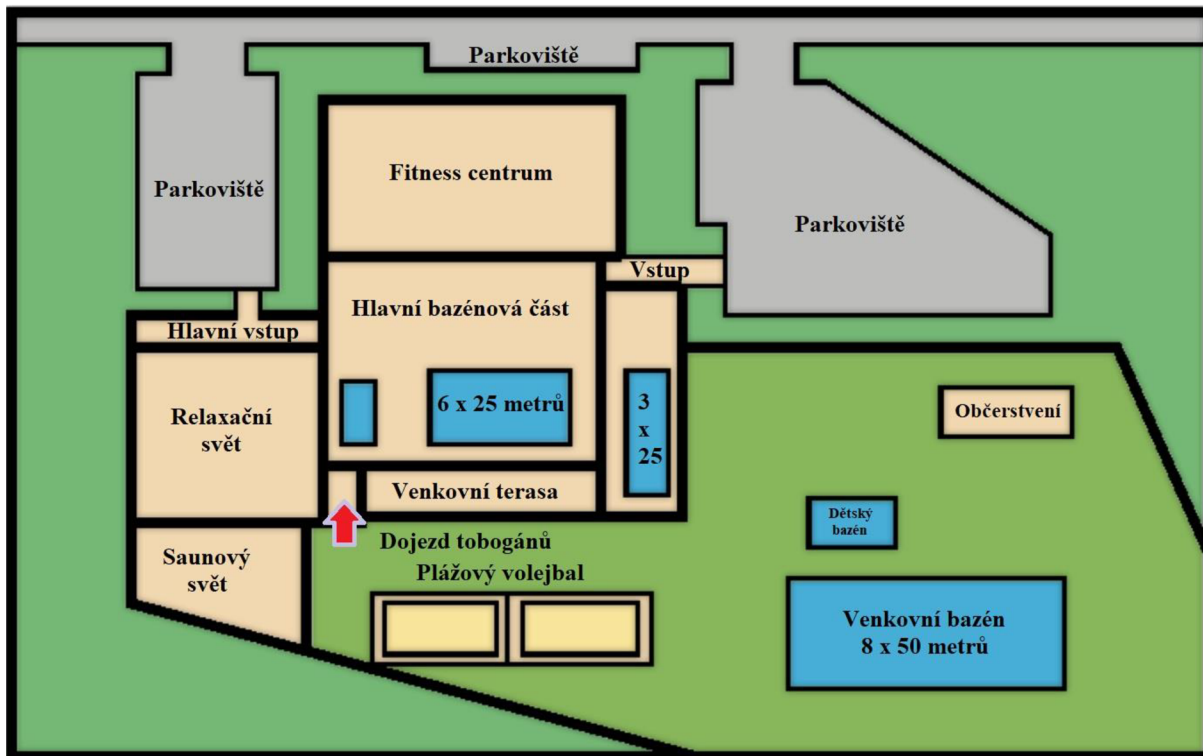 Parkoviště
Fitness centrum
Parkoviště
Parkoviště
Vstup
Hlavní bazénová část
Hlavní vstup
6 x 25 metrů
3
x
25
Relaxační
svět
Občerstvení
Venkovní terasa
Dětský
bazén
Dojezd tobogánů
Saunový
svět
Plážový volejbal
Venkovní bazén
8 x 50 metrů